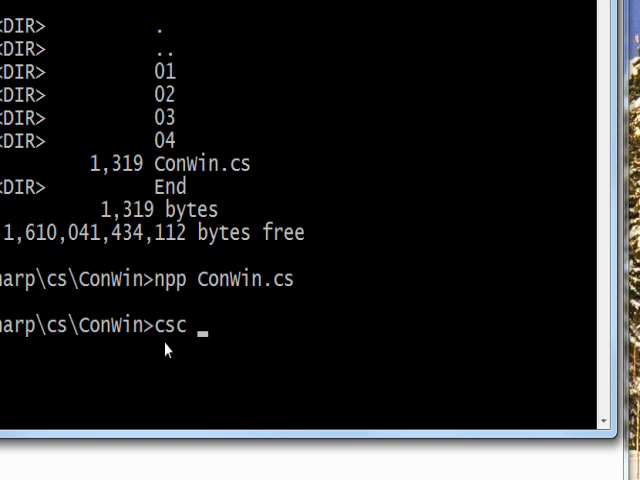 <DIR> .
<DIR> ..
<DIR> 01
<DIR> 02
<DIR> 03
<DIR> 04
1,319 ConWin.cs
<DIR> End
1,319 bytes
1,610,041,434,112 bytes free
arp\cs\ConWin>npp ConWin.cs
arp\cs\ConWin>csc _